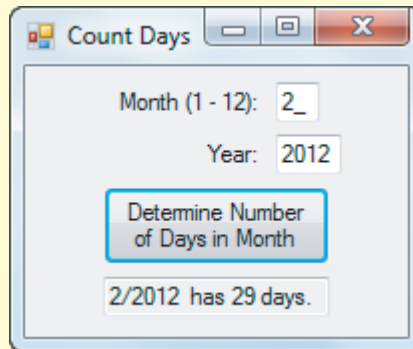 Count Days
Month (1 - 12): 2_
Year: 2012
Determine Number
of Days in Month
2/2012 has 29 days.